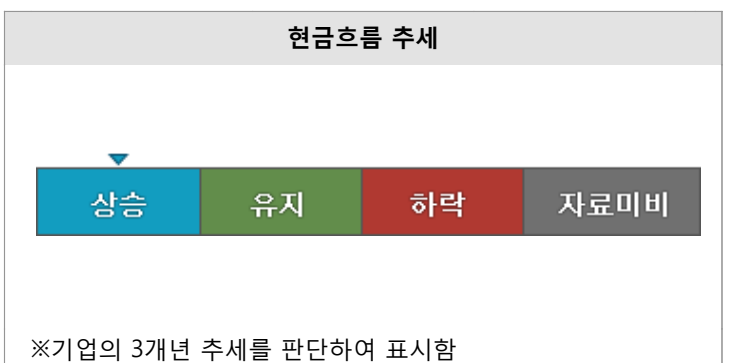 현금흐름 추세
상승 유지 하락 자료미비
※기업의 3개년 추세를 판단하여 표시함